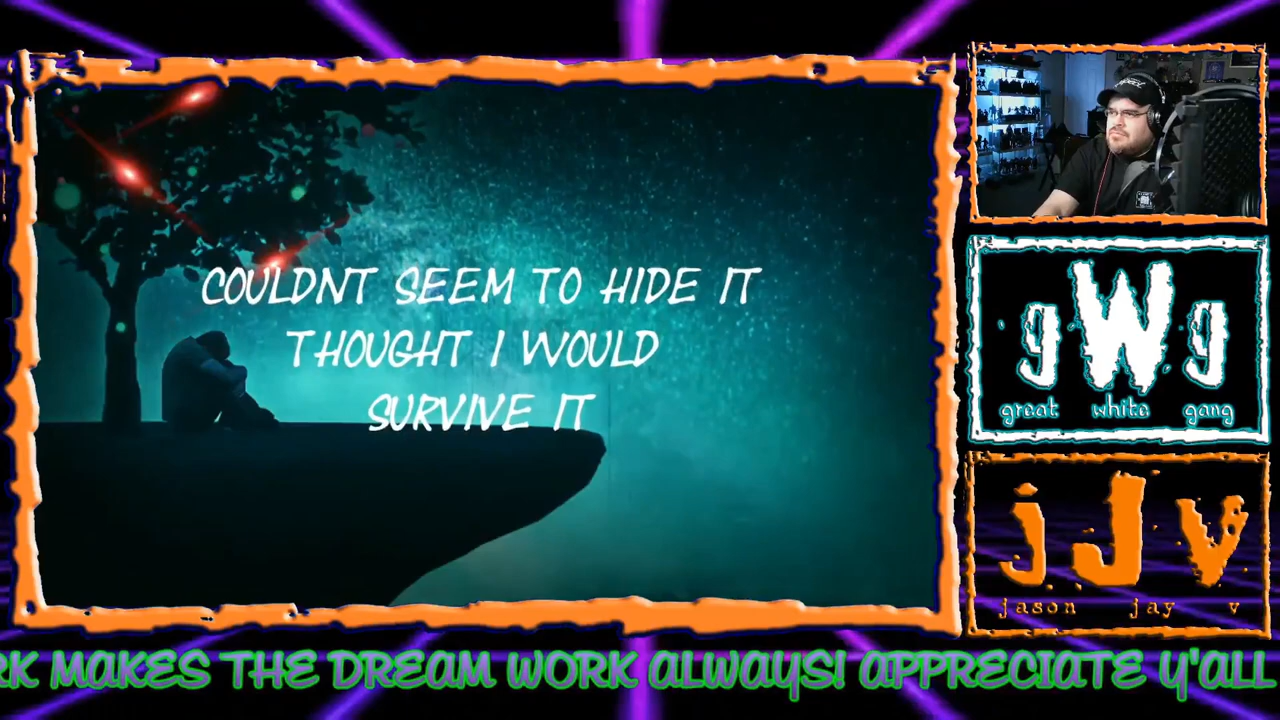 COULDNT SEEM TO HIDE IT
THOUGHT I WOULD
SURVIVE IT
gWg
great white gang
jJv
jason jay v
RK MAKES THE DREAM WORK ALWAYS! APPRECIATE Y'ALL